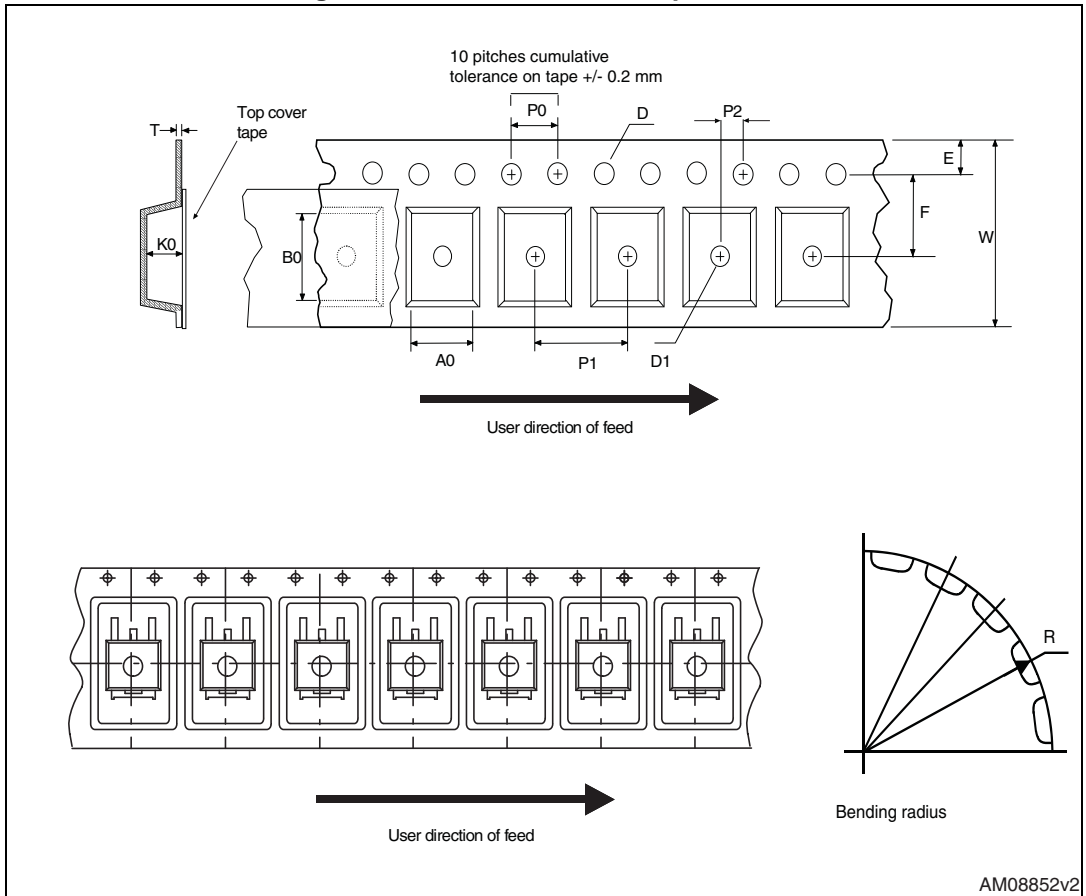 10 pitches cumulative
tolerance on tape +/- 0.2 mm
Top cover
tape
T
P0
D
P2
E
F
W
K0
B0
A0
P1
D1
User direction of feed
R
Bending radius
User direction of feed
AM08852v2